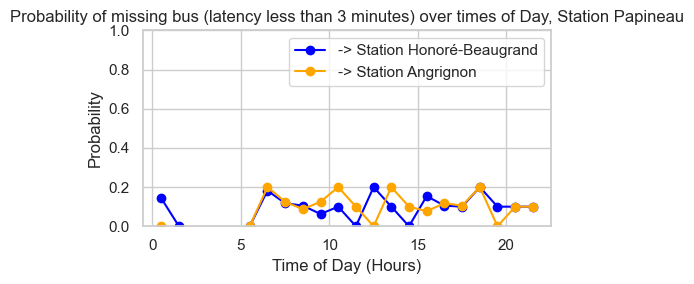 Probability of missing bus (latency less than 3 minutes) over times of Day, Station Papineau
1.0
-> Station Honoré-Beaugrand
-> Station Angrignon
0.8
0.6
0.4
0.2
0.0
Probability
0
5
10
15
20
Time of Day (Hours)